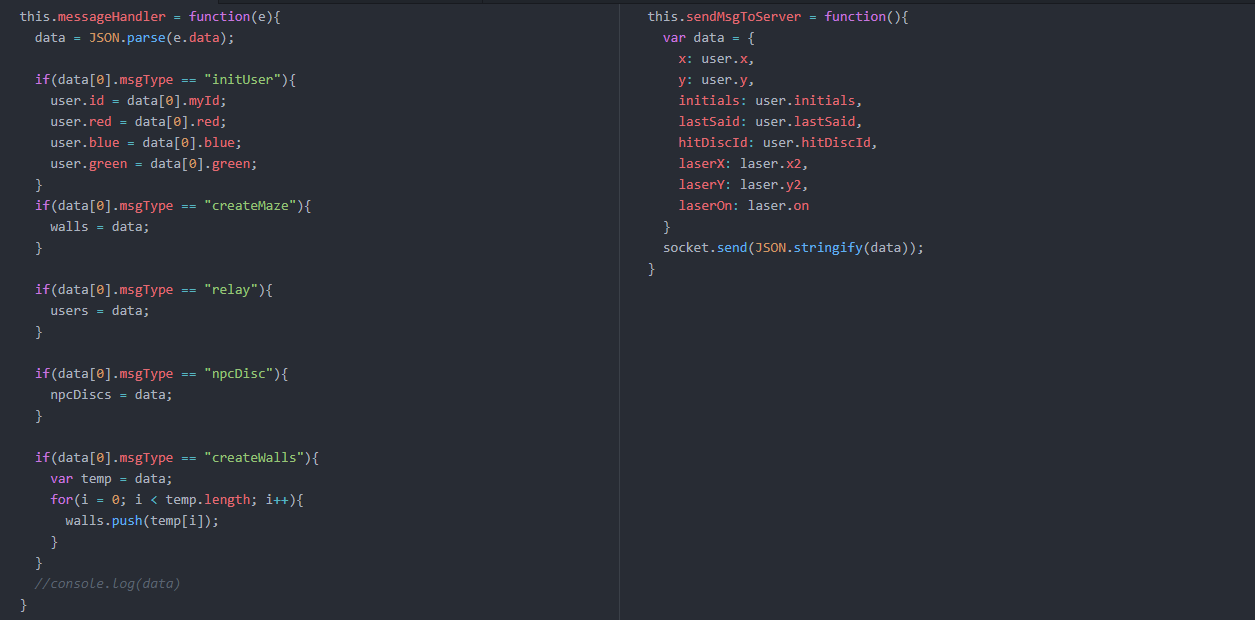 this.messageHandler = function(e){
  data = JSON.parse(e.data);

  if(data[0].msgType == "initUser"){
    user.id = data[0].myId;
    user.red = data[0].red;
    user.blue = data[0].blue;
    user.green = data[0].green;
  }
  if(data[0].msgType == "createMaze"){
    walls = data;
  }

  if(data[0].msgType == "relay"){
    users = data;
  }

  if(data[0].msgType == "npcDisc"){
    npcDiscs = data;
  }

  if(data[0].msgType == "createWalls"){
    var temp = data;
    for(i = 0; i < temp.length; i++){
      walls.push(temp[i]);
    }
  }
  //console.log(data)
}
this.sendMsgToServer = function(){
  var data = {
    x: user.x,
    y: user.y,
    initials: user.initials,
    lastSaid: user.lastSaid,
    hitDiscId: user.hitDiscId,
    laserX: laser.x2,
    laserY: laser.y2,
    laserOn: laser.on
  }
  socket.send(JSON.stringify(data));
}